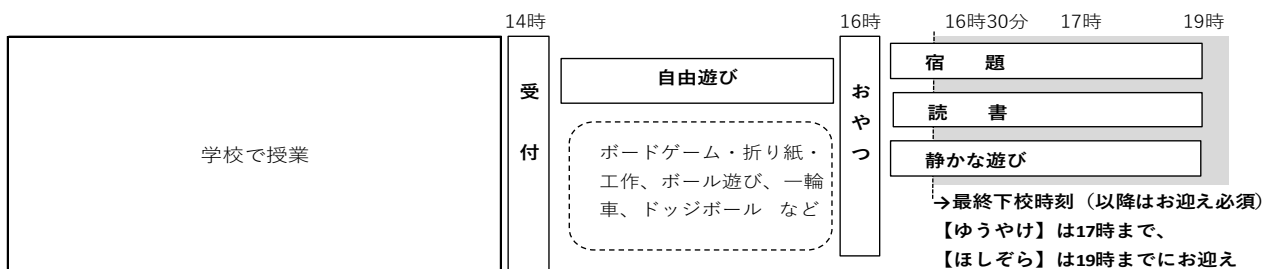 14時
16時
16時30分
17時
19時
学校で授業
受付
自由遊び
ボードゲーム・折り紙・
工作、ボール遊び、一輪
車、ドッジボール など
おやつ
宿 題
読 書
静かな遊び
→最終下校時刻（以降はお迎え必須）
【ゆうやけ】は17時まで、
【ほしぞら】は19時までにお迎え